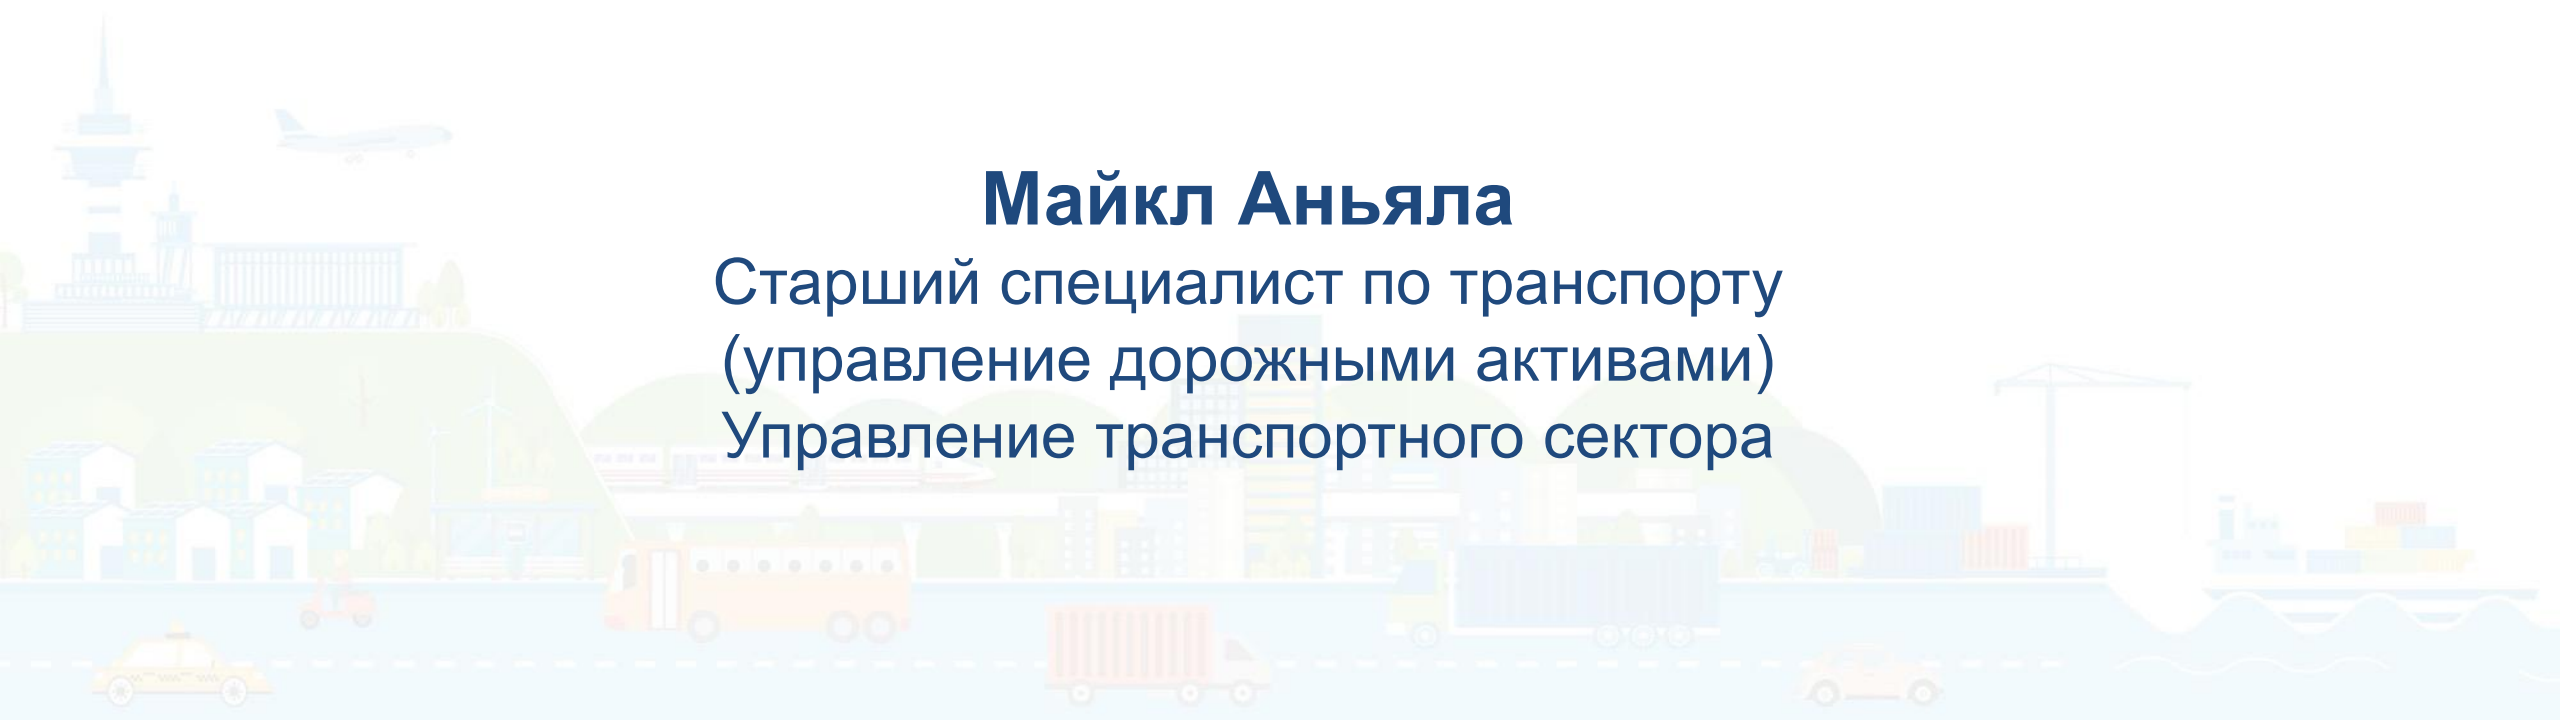 Майкл Аньяла
Старший специалист по транспорту
(управление дорожными активами)
Управление транспортного сектора